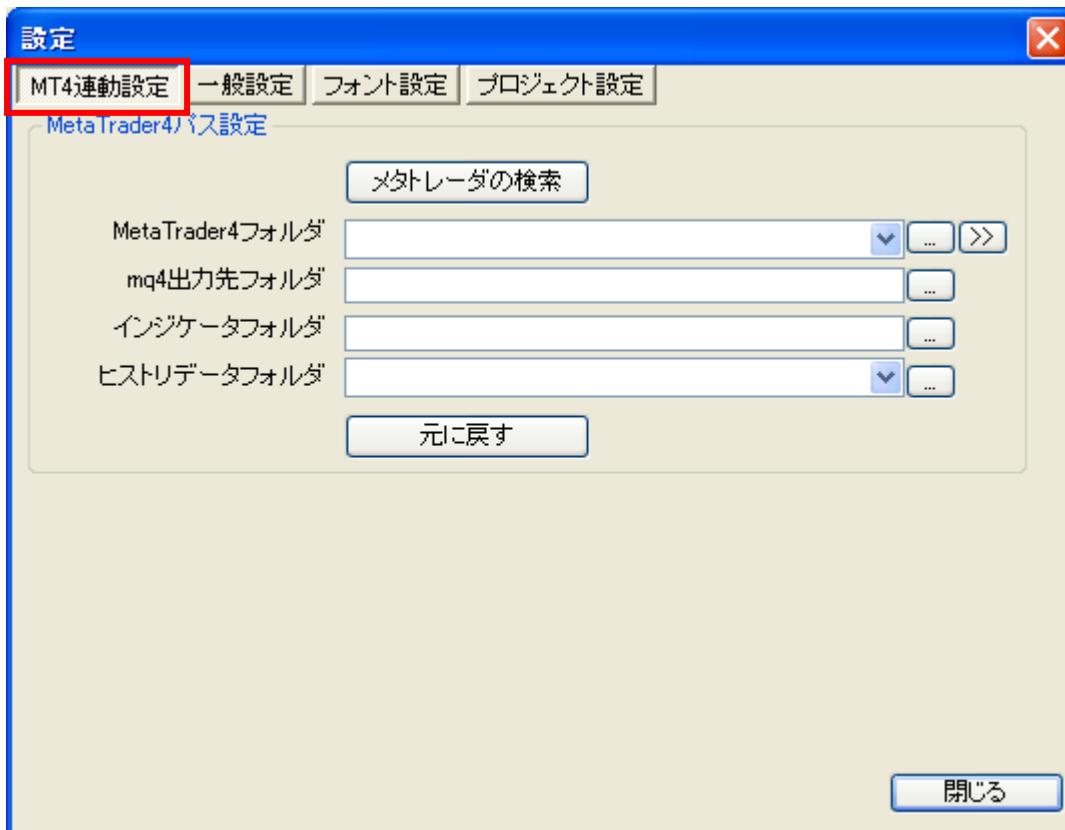 設定
MT4連動設定 一般設定 フォント設定 プロジェクト設定
MetaTrader4パス設定
メタトレーダの検索
MetaTrader4フォルダ ... >>
mq4出力先フォルダ ...
インジケータフォルダ ...
ヒストリデータフォルダ ...
元に戻す
閉じる